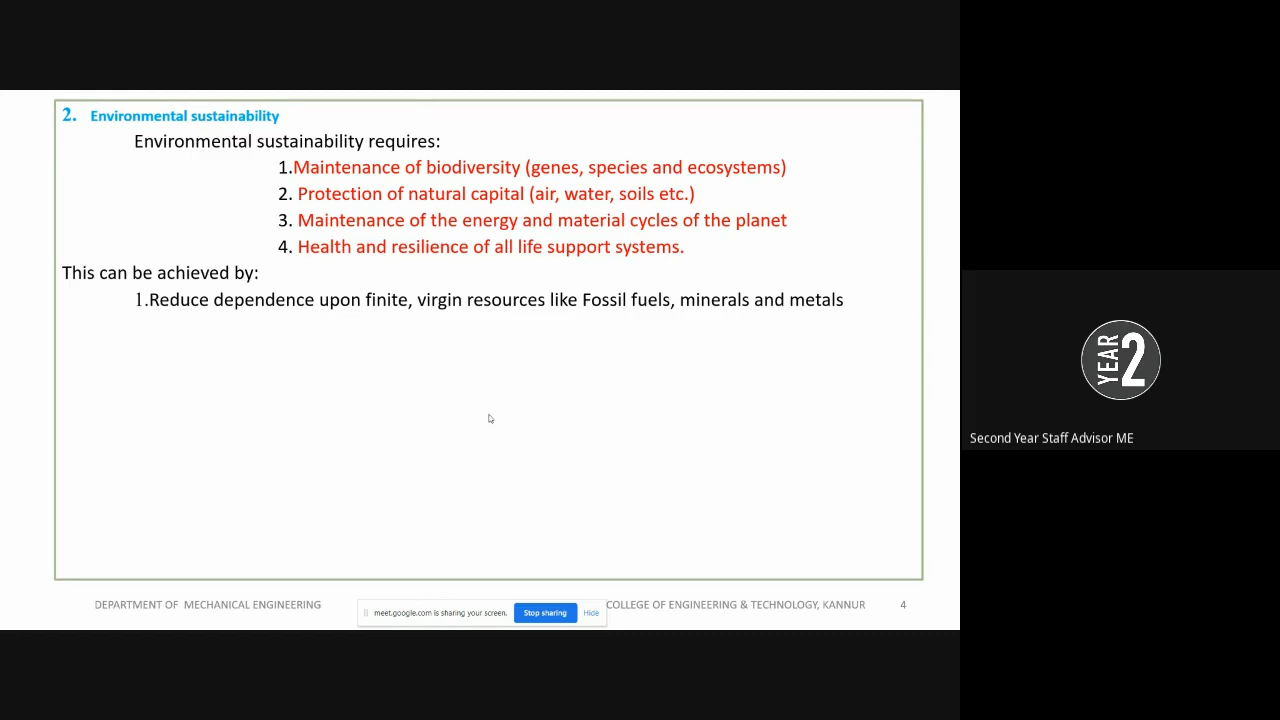 2. Environmental sustainability
Environmental sustainability requires:
1.Maintenance of biodiversity (genes, species and ecosystems)
2. Protection of natural capital (air, water, soils etc.)
3. Maintenance of the energy and material cycles of the planet
4. Health and resilience of all life support systems.
This can be achieved by:
1.Reduce dependence upon finite, virgin resources like Fossil fuels, minerals and metals
YEAR 2
Second Year Staff Advisor ME
DEPARTMENT OF MECHANICAL ENGINEERING
meet.google.com is sharing your screen. Stop sharing Hide
COLLEGE OF ENGINEERING & TECHNOLOGY, KANNUR 4